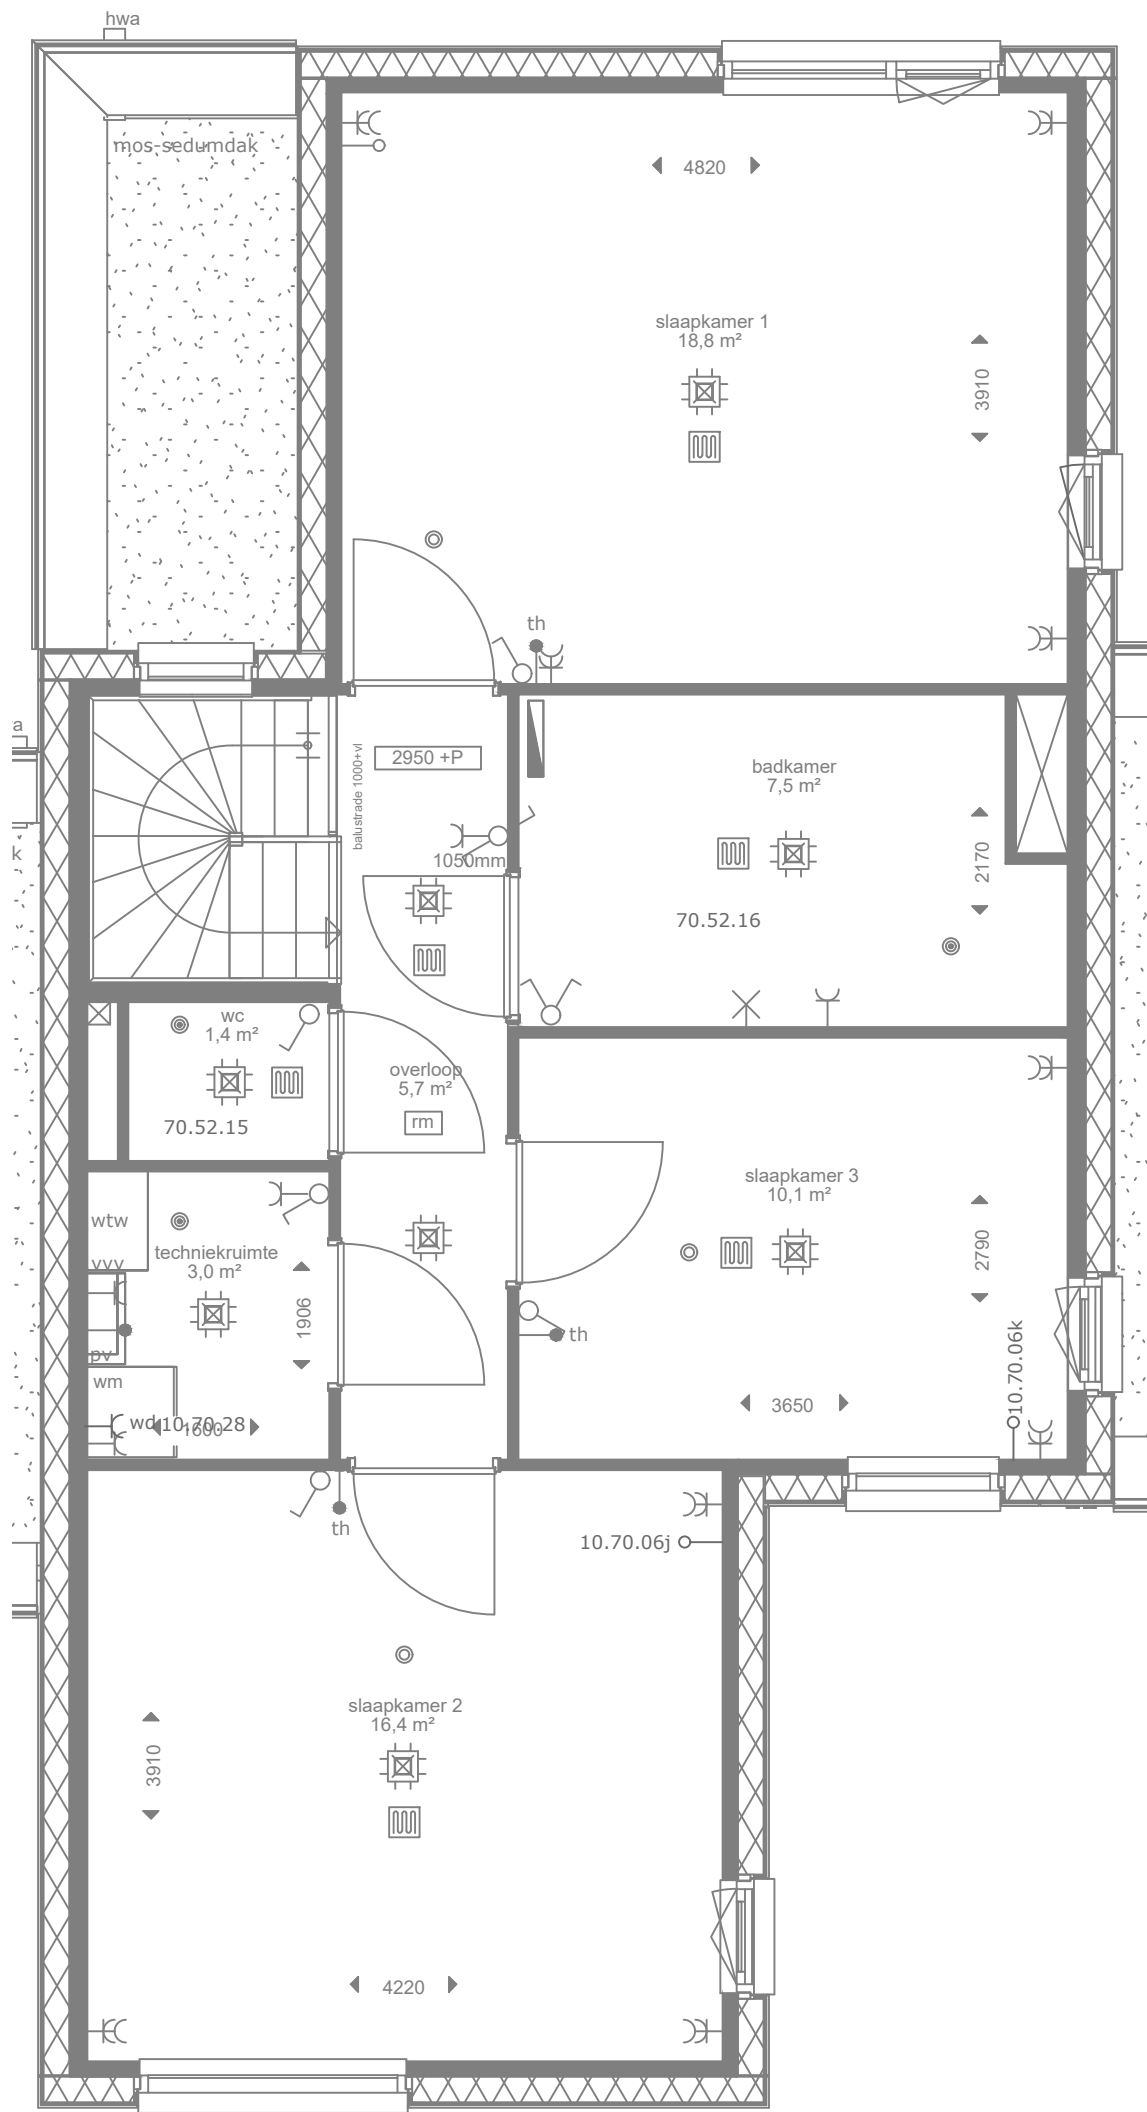 hwa
mos-sedumdak
4820
slaapkamer 1
18,8 m²
3910
th
a
balustrade 1000+vl
2950 +P
badkamer
7,5 m²
k
1050mm
2170
70.52.16
wc
1,4 m²
overloop
5,7 m²
rm
70.52.15
slaapkamer 3
10,1 m²
wtw
techniekruimte
3,0 m²
vvv
2790
1906
th
pv
wm
10.70.06k
3650
wd
10.70.28
1600
th
10.70.06j
slaapkamer 2
16,4 m²
3910
4220